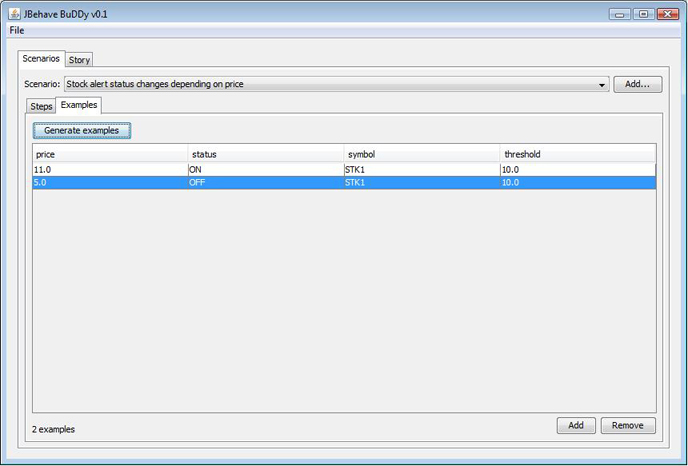 JBehave BuDDy v0.1
File
Scenarios Story
Scenario: Stock alert status changes depending on price Add...
Steps Examples
Generate examples
price status symbol threshold
11.0 ON STK1 10.0
5.0 OFF STK1 10.0
2 examples Add Remove